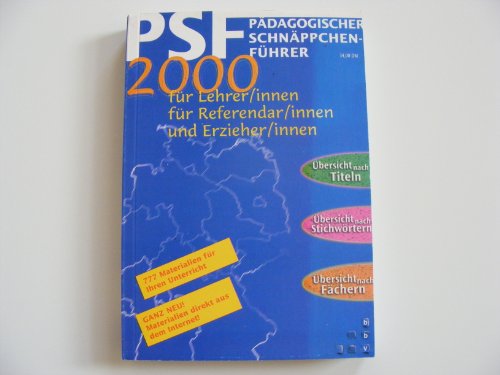 PSF
PÄDAGOGISCHER
SCHNÄPPCHEN-
FÜHRER
2000
für Lehrer/innen
für Referendar/innen
und Erzieher/innen
Übersicht nach
Titeln
Übersicht nach
Stichwörtern
Übersicht nach
Fächern
777 Materialien für
Ihren Unterricht
GANZ NEU!
Materialien direkt aus
dem Internet!
b
b
v